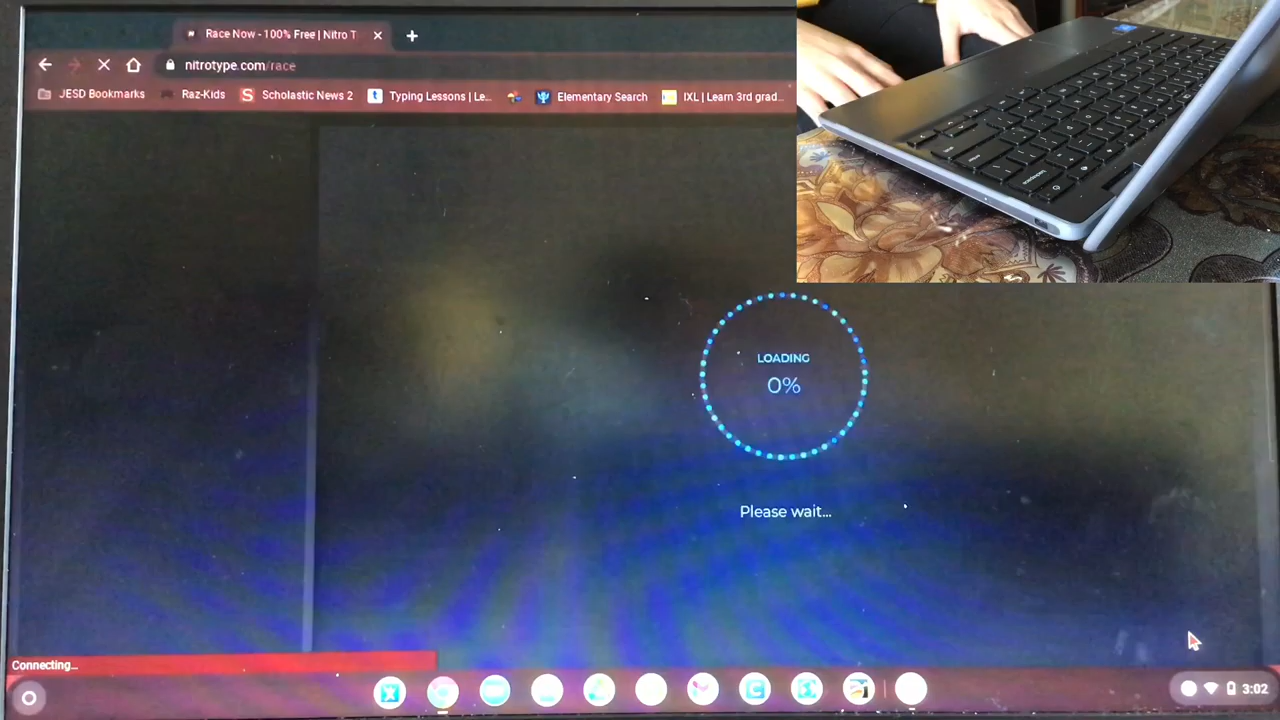 Race Now - 100% Free | Nitro T
nitrotype.com/race
JESD Bookmarks Raz-Kids Scholastic News 2 Typing Lessons | Le... Elementary Search IXL | Learn 3rd grad...
LOADING
0%
Please wait...
Connecting...
3:02